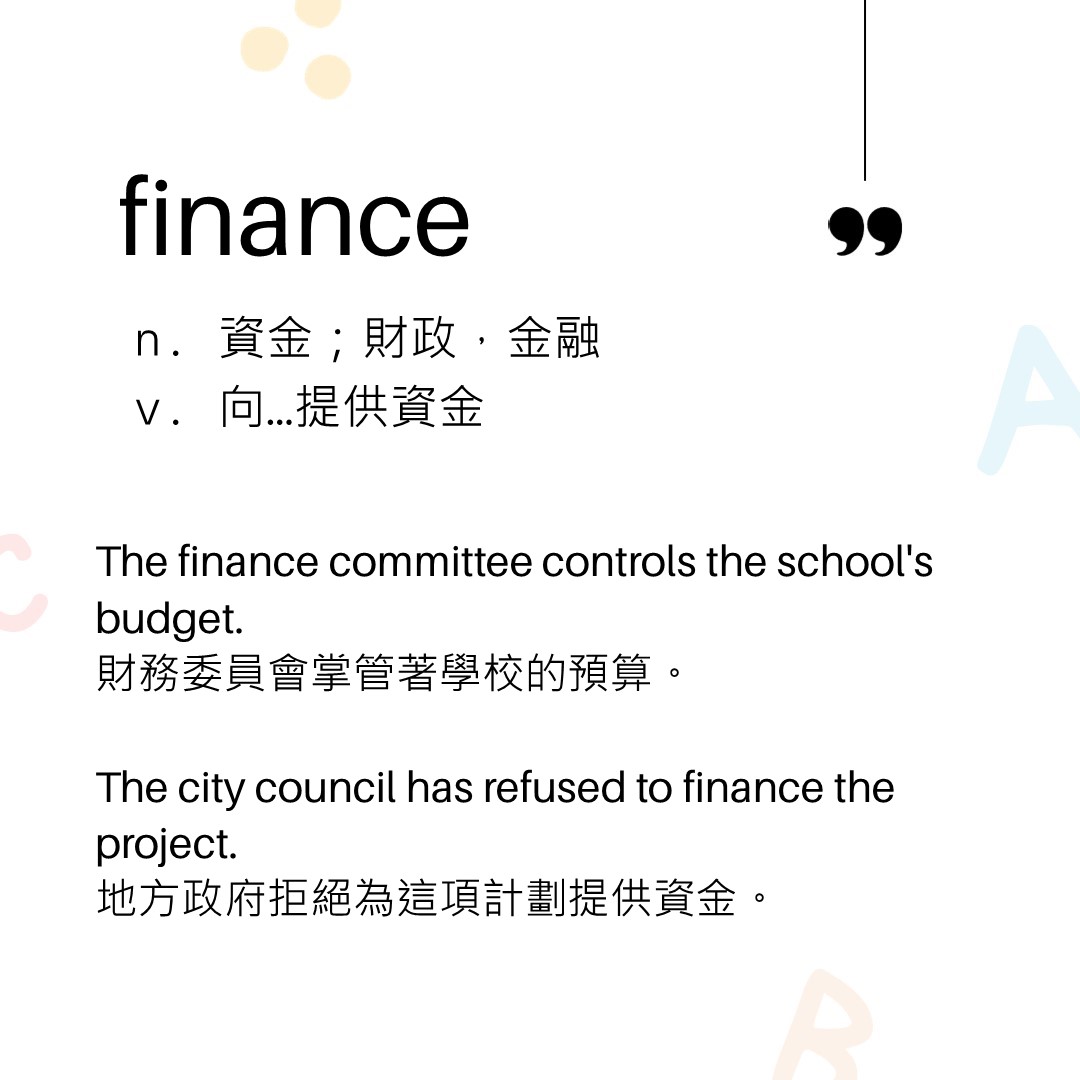 finance
”
n. 資金；財政，金融
v. 向...提供資金
The finance committee controls the school's
budget.
財務委員會掌管著學校的預算。
The city council has refused to finance the
project.
地方政府拒絕為這項計劃提供資金。
A
C
B